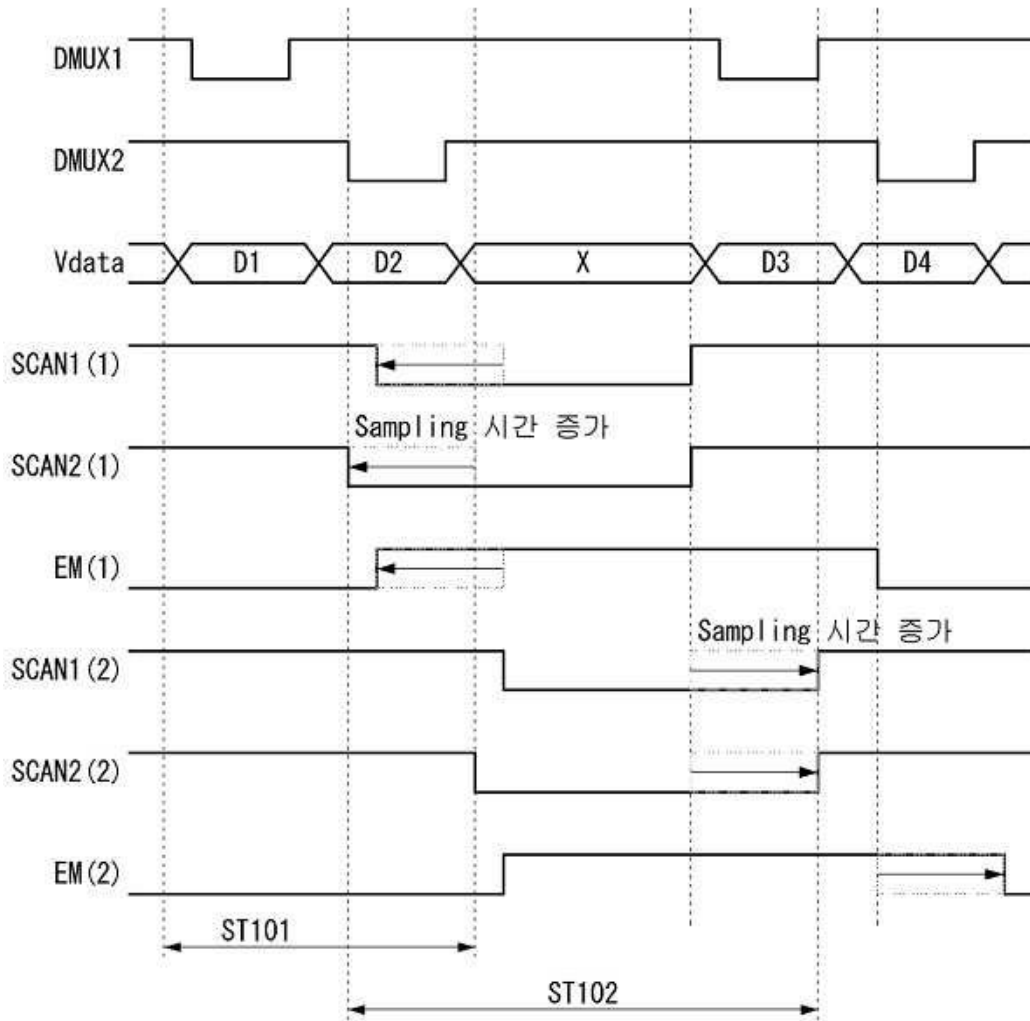 DMUX1
DMUX2
Vdata D1 D2 X D3 D4
SCAN1(1)
Sampling 시간 증가
SCAN2(1)
EM(1)
Sampling 시간 증가
SCAN1(2)
SCAN2(2)
EM(2)
ST101
ST102